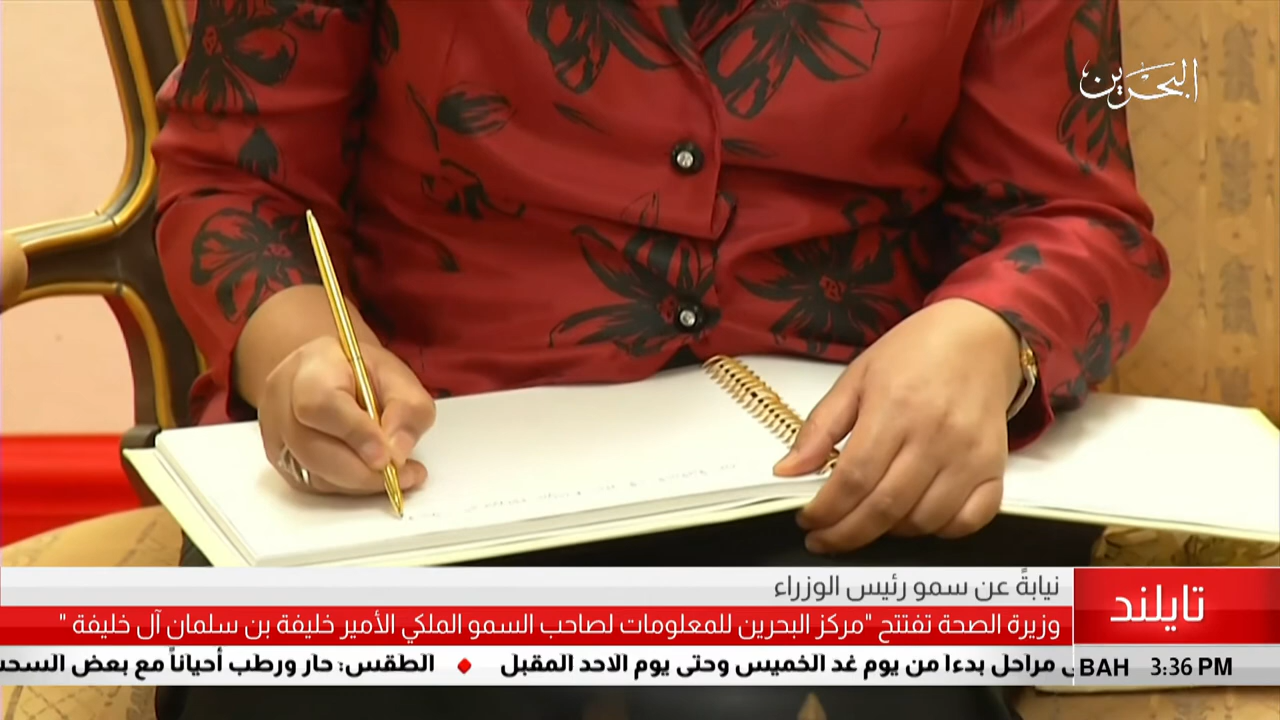 البحرين
نيابةً عن سمو رئيس الوزراء
تايلند
وزيرة الصحة تفتتح "مركز البحرين للمعلومات لصاحب السمو الملكي الأمير خليفة بن سلمان آل خليفة "
مراحل بدءا من يوم غد الخميس وحتى يوم الاحد المقبل ♦ الطقس: حار ورطب أحياناً مع بعض
BAH 3:36 PM